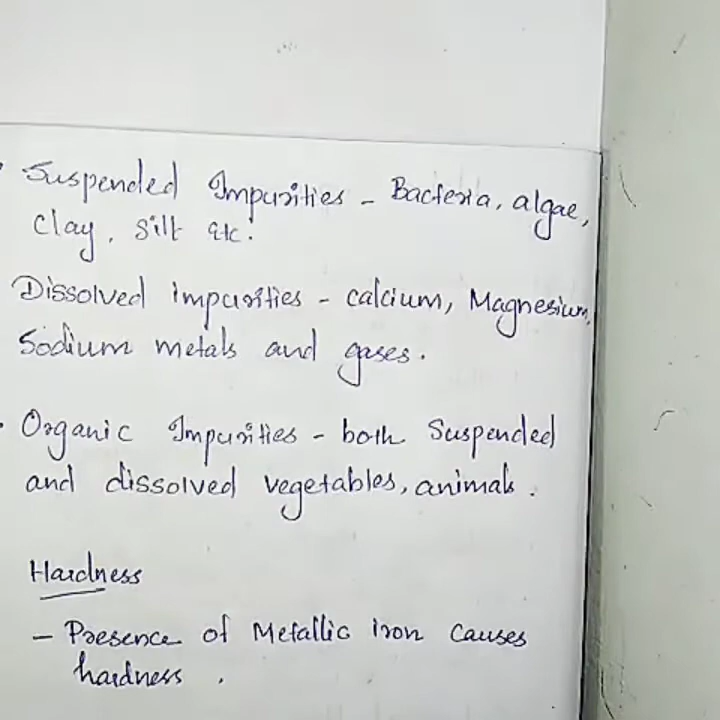 • Suspended Impurities - Bacteria, algae,
clay, silt etc.
Dissolved impurities - calcium, Magnesium,
Sodium metals and gases.
• Organic Impurities - both Suspended
and dissolved vegetables, animals.
Hardness
- Presence of Metallic iron causes
hardness.